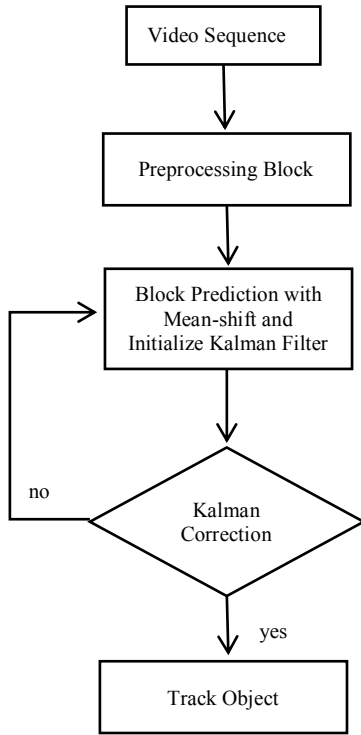 Video Sequence
Preprocessing Block
Block Prediction with
Mean-shift and
Initialize Kalman Filter
no
Kalman
Correction
yes
Track Object